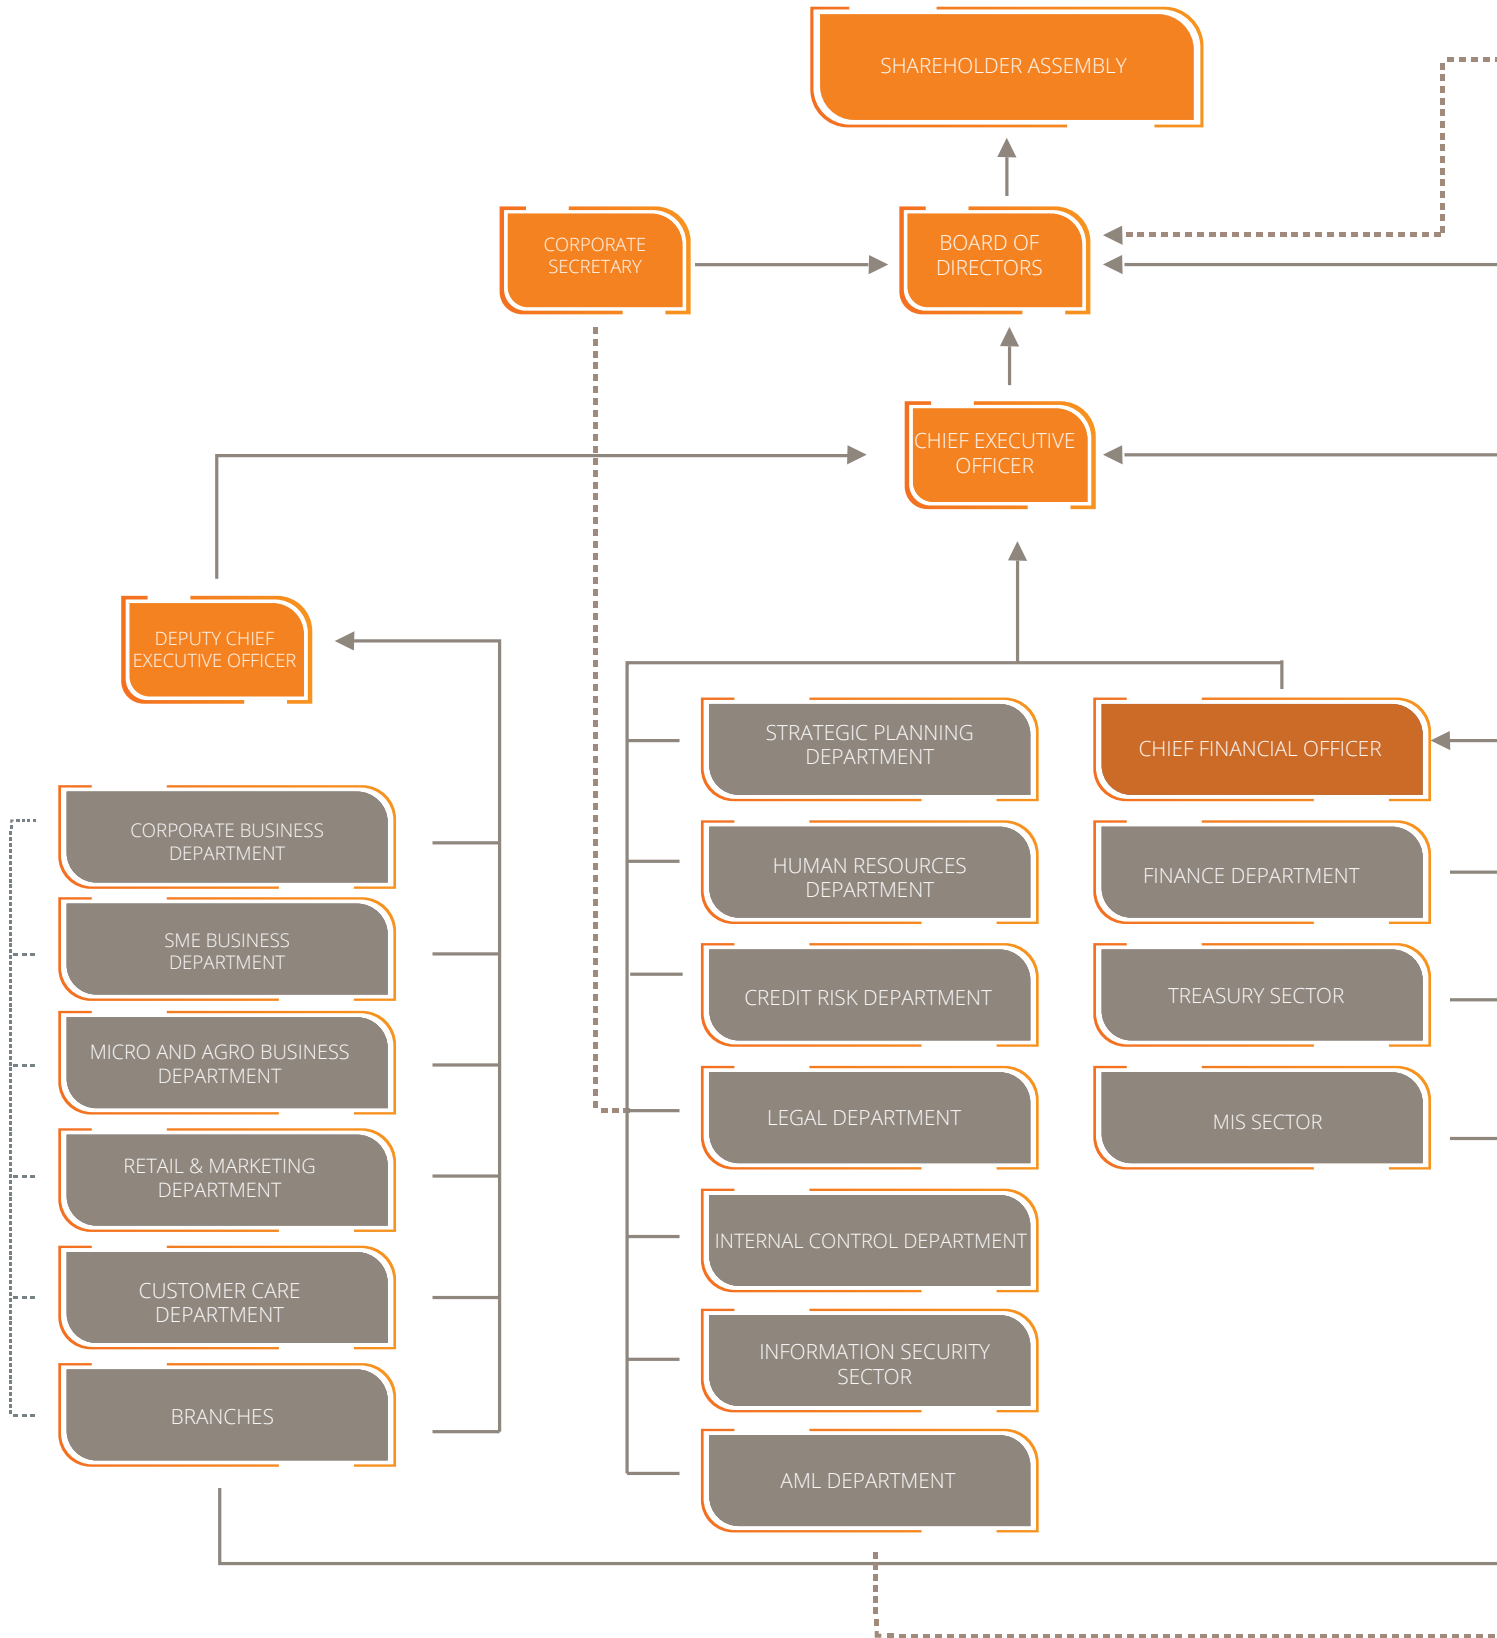 SHAREHOLDER ASSEMBLY
CORPORATE
SECRETARY
BOARD OF
DIRECTORS
CHIEF EXECUTIVE
OFFICER
DEPUTY CHIEF
EXECUTIVE OFFICER
CORPORATE BUSINESS
DEPARTMENT
SME BUSINESS
DEPARTMENT
MICRO AND AGRO BUSINESS
DEPARTMENT
RETAIL & MARKETING
DEPARTMENT
CUSTOMER CARE
DEPARTMENT
BRANCHES
STRATEGIC PLANNING
DEPARTMENT
HUMAN RESOURCES
DEPARTMENT
CREDIT RISK DEPARTMENT
LEGAL DEPARTMENT
INTERNAL CONTROL DEPARTMENT
INFORMATION SECURITY
SECTOR
AML DEPARTMENT
CHIEF FINANCIAL OFFICER
FINANCE DEPARTMENT
TREASURY SECTOR
MIS SECTOR